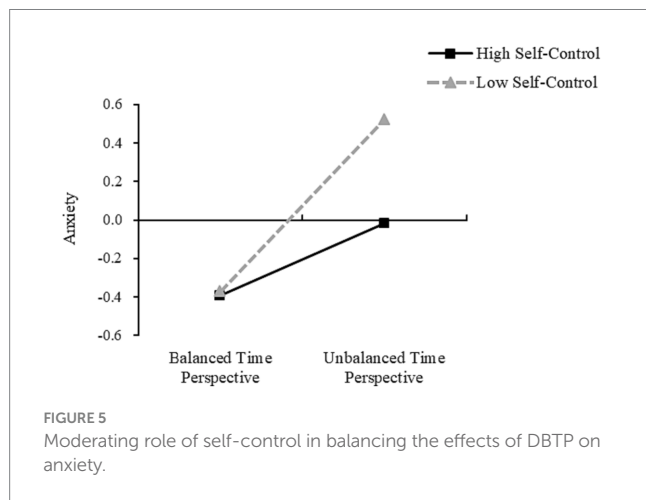 High Self-Control
Low Self-Control
0.6
0.4
0.2
0.0
-0.2
-0.4
-0.6
Anxiety
Balanced Time
Perspective
Unbalanced Time
Perspective
FIGURE 5
Moderating role of self-control in balancing the effects of DBTP on
anxiety.